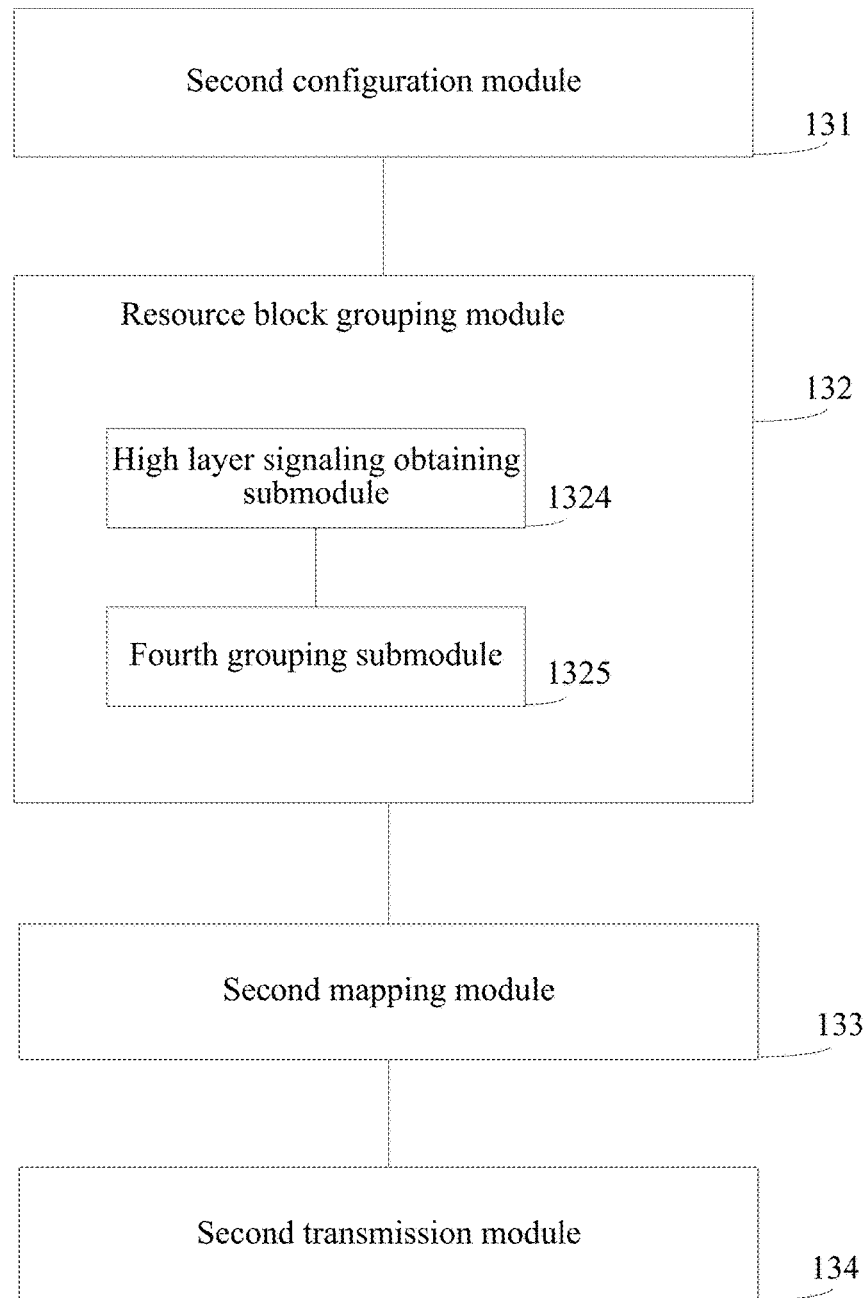 Second configuration module
131
Resource block grouping module
132
High layer signaling obtaining
submodule
1324
Fourth grouping submodule
1325
Second mapping module
133
Second transmission module
134